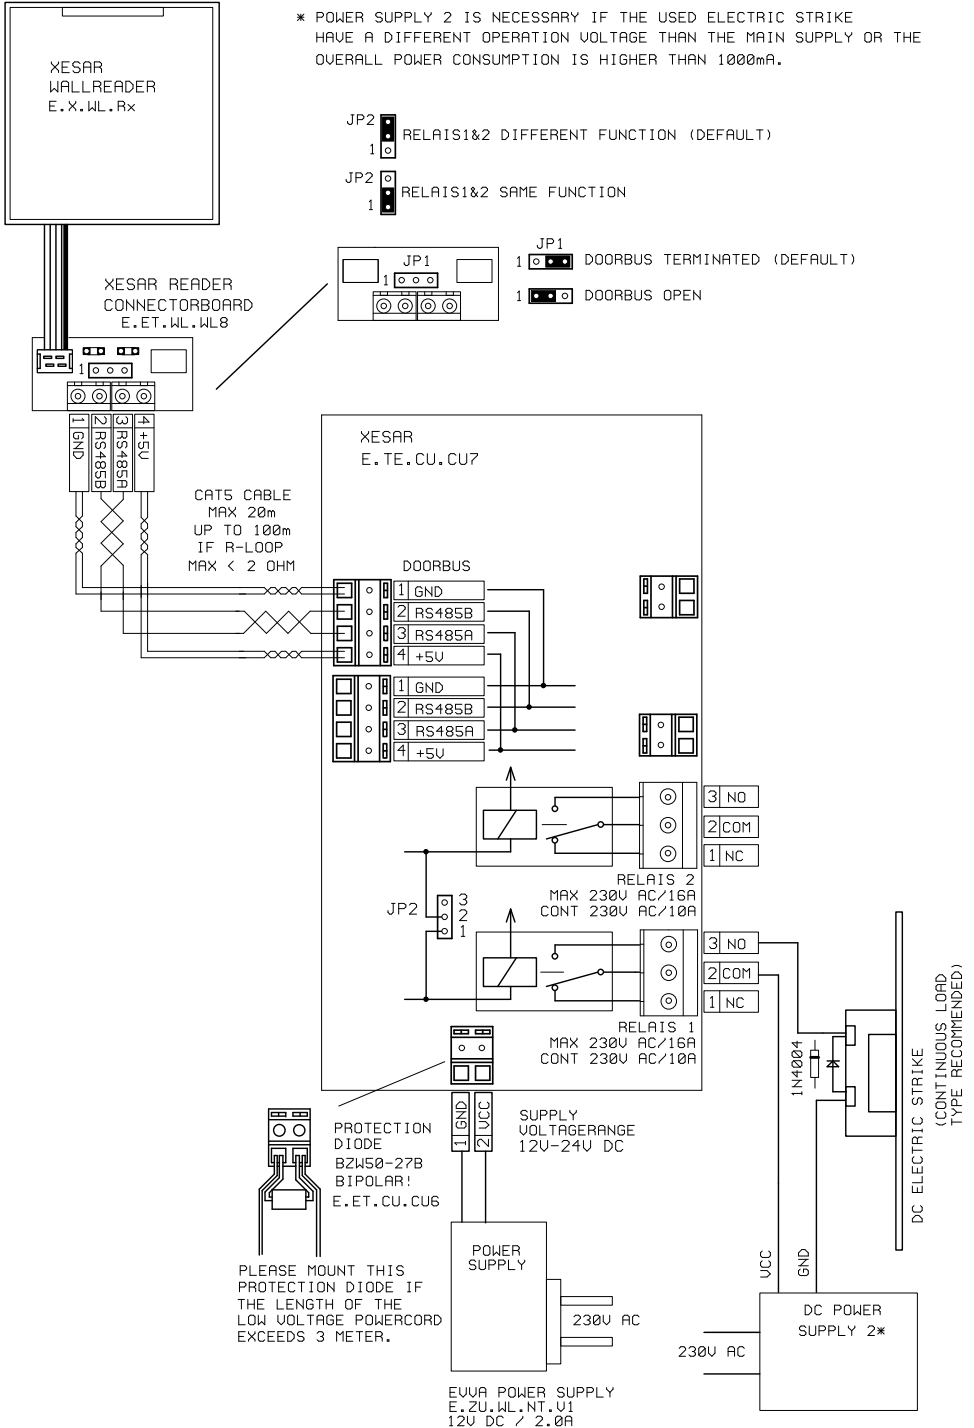 * POWER SUPPLY 2 IS NECESSARY IF THE USED ELECTRIC STRIKE
HAVE A DIFFERENT OPERATION VOLTAGE THAN THE MAIN SUPPLY OR THE
OVERALL POWER CONSUMPTION IS HIGHER THAN 1000mA.
XESAR
WALLREADER
E.X.WL.Rx
JP2
1
RELAIS1&2 DIFFERENT FUNCTION (DEFAULT)
JP2
1
RELAIS1&2 SAME FUNCTION
JP1
1
JP1
1
DOORBUS TERMINATED (DEFAULT)
1
DOORBUS OPEN
XESAR READER
CONNECTORBOARD
E.ET.WL.WL8
1
1 GND
2 RS485B
3 RS485A
4 +5V
CAT5 CABLE
MAX 20m
UP TO 100m
IF R-LOOP
MAX < 2 OHM
XESAR
E.TE.CU.CU7
DOORBUS
1 GND
2 RS485B
3 RS485A
4 +5V
1 GND
2 RS485B
3 RS485A
4 +5V
3 NO
2 COM
1 NC
RELAIS 2
MAX 230V AC/16A
CONT 230V AC/10A
JP2
3
2
1
3 NO
2 COM
1 NC
RELAIS 1
MAX 230V AC/16A
CONT 230V AC/10A
1N4004
DC ELECTRIC STRIKE
(CONTINUOUS LOAD
TYPE RECOMMENDED)
1 GND
2 VCC
SUPPLY
VOLTAGERANGE
12V-24V DC
PROTECTION
DIODE
BZW50-27B
BIPOLAR!
E.ET.CU.CU6
PLEASE MOUNT THIS
PROTECTION DIODE IF
THE LENGTH OF THE
LOW VOLTAGE POWERCORD
EXCEEDS 3 METER.
POWER
SUPPLY
230V AC
EVVA POWER SUPPLY
E.ZU.WL.NT.V1
12V DC / 2.0A
VCC
GND
DC POWER
SUPPLY 2*
230V AC